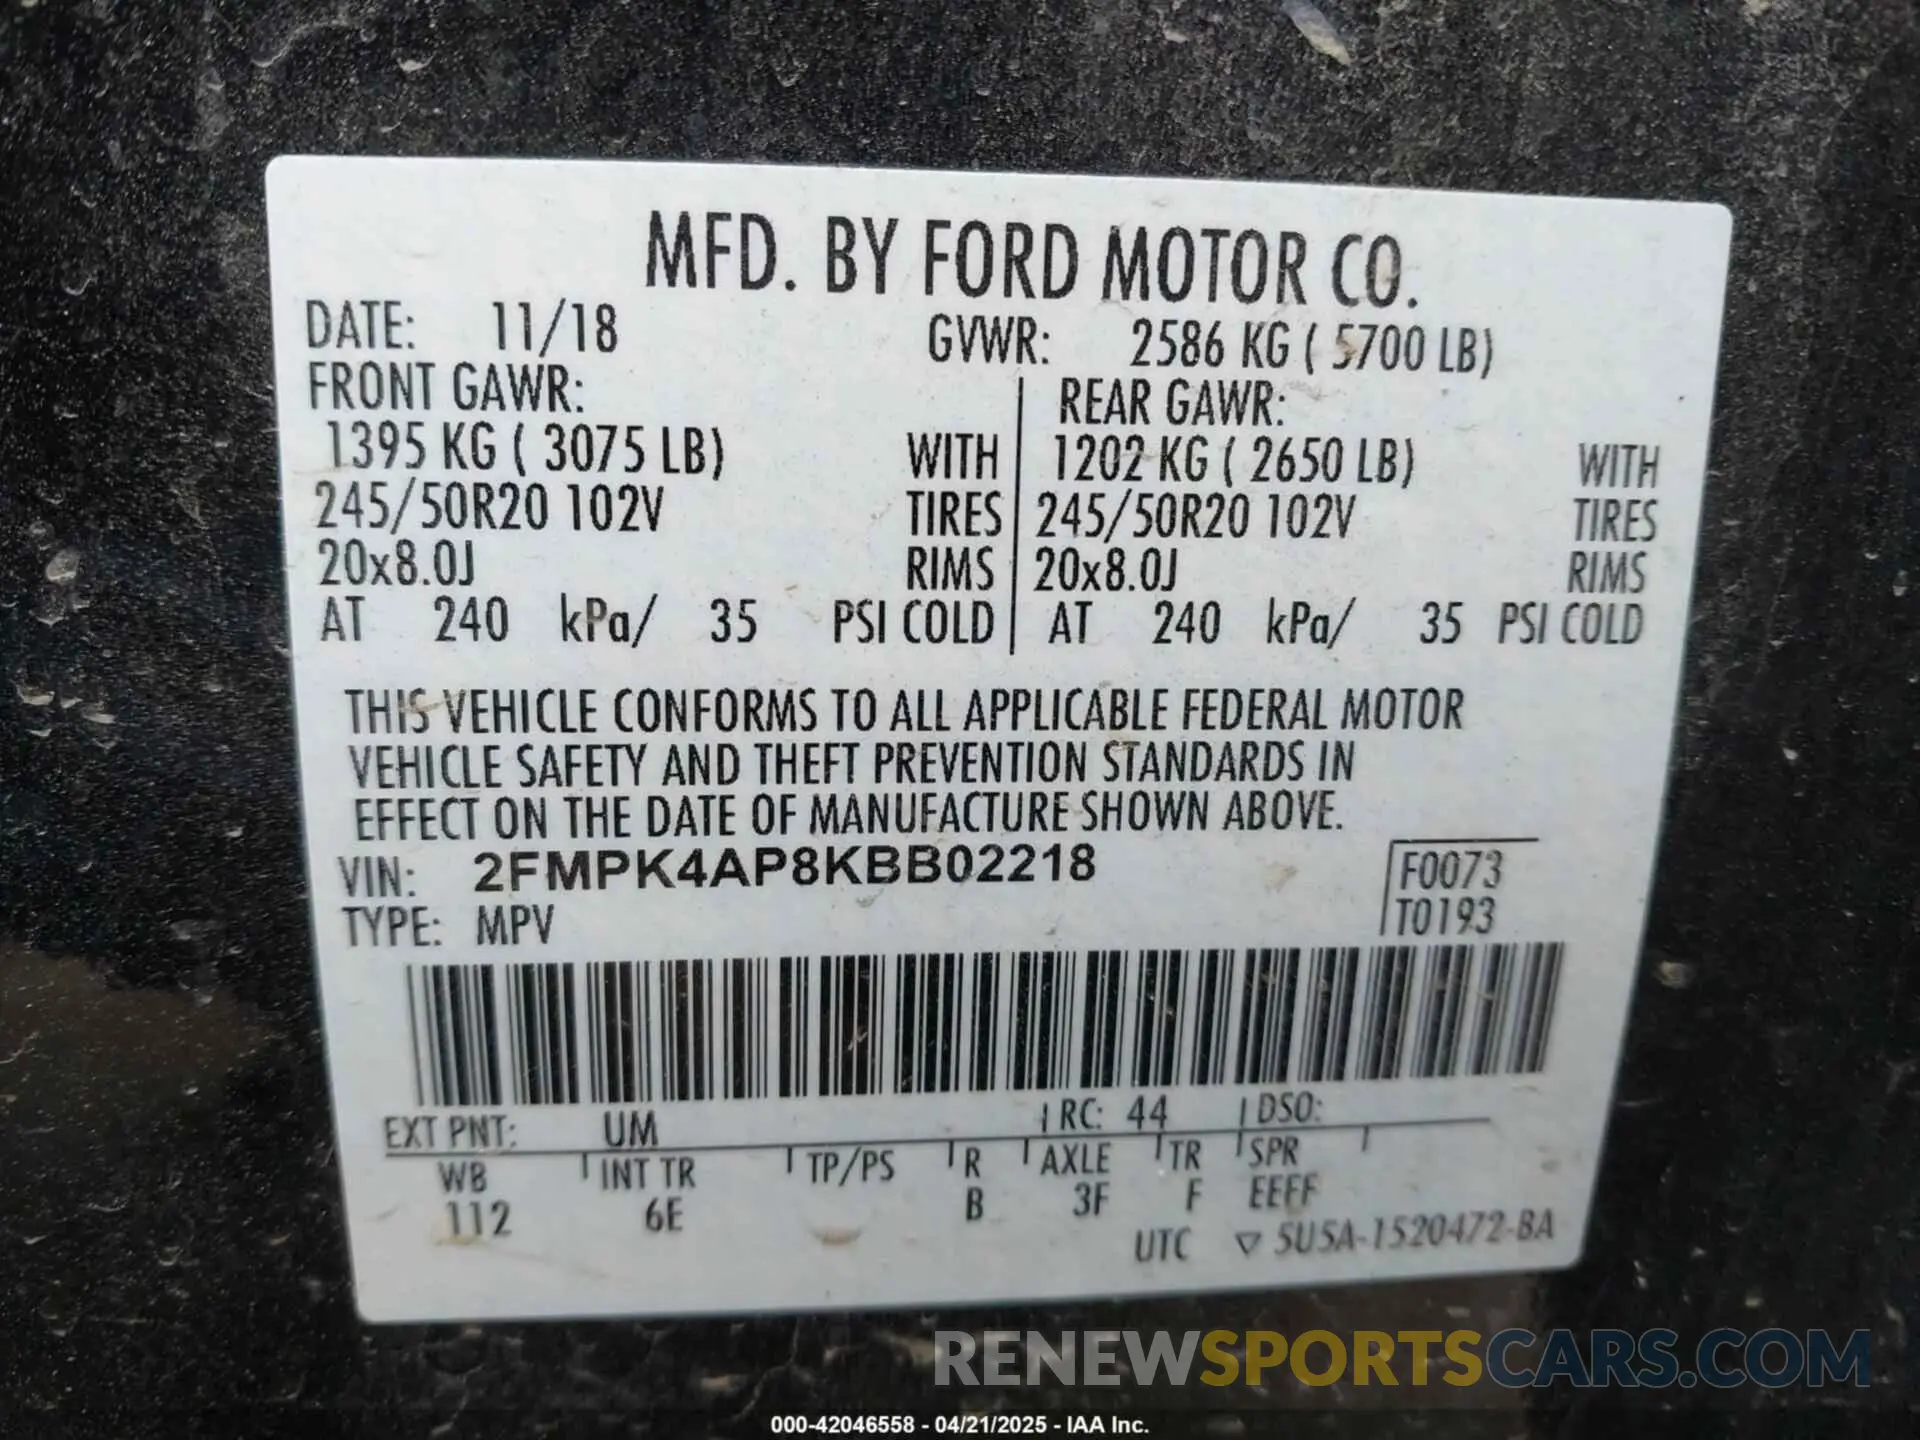 MFD. BY FORD MOTOR CO.
DATE: 11/18 GVWR: 2586 KG ( 5700 LB)
FRONT GAWR: REAR GAWR:
1395 KG ( 3075 LB) WITH 1202 KG ( 2650 LB) WITH
245/50R20 102V TIRES 245/50R20 102V TIRES
20x8.0J RIMS 20x8.0J RIMS
AT 240 kPa/ 35 PSI COLD AT 240 kPa/ 35 PSI COLD
THIS VEHICLE CONFORMS TO ALL APPLICABLE FEDERAL MOTOR
VEHICLE SAFETY AND THEFT PREVENTION STANDARDS IN
EFFECT ON THE DATE OF MANUFACTURE SHOWN ABOVE.
VIN: 2FMPK4AP8KBB02218 F0073
TYPE: MPV T0193
EXT PNT: UM RC: 44 DSO:
WB INT TR TP/PS R AXLE TR SPR
112 6E B 3F F EEFF
UTC ▽ 5U5A-1520472-BA
RENEWSPORTSCARS.COM
000-42046558 - 04/21/2025 - IAA Inc.